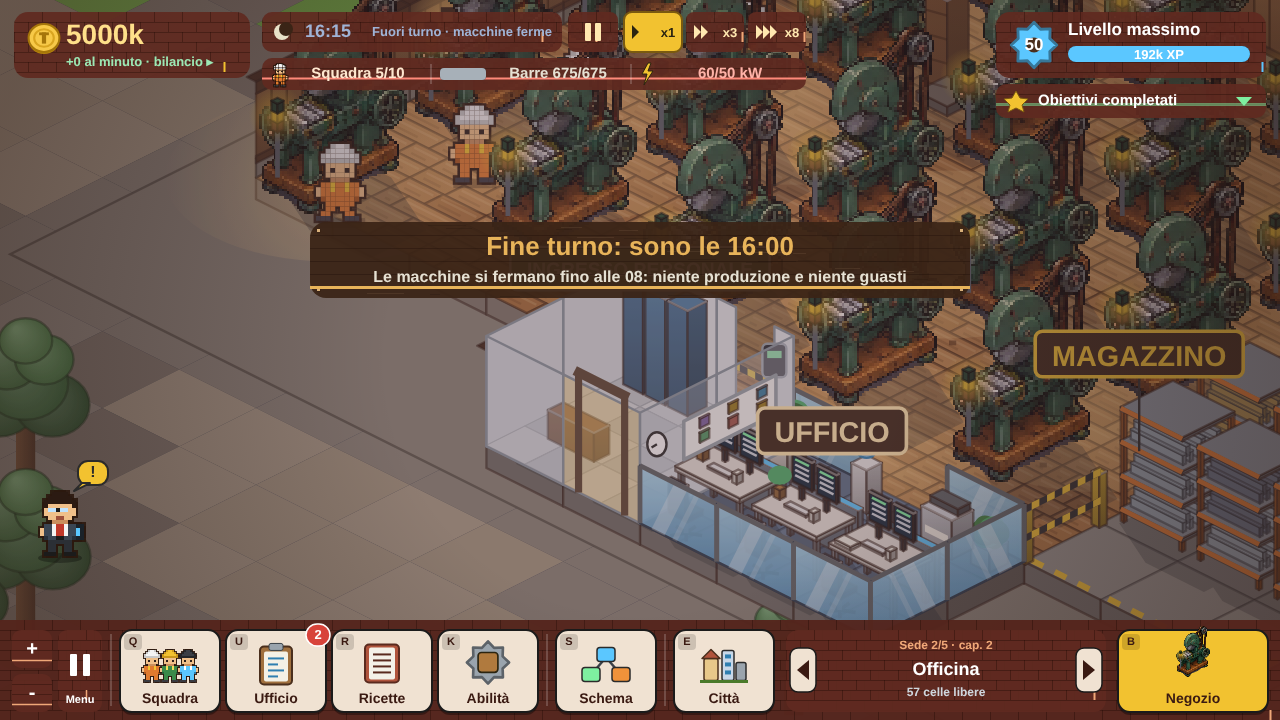 5000k
+0 al minuto · bilancio ▸
16:15
Fuori turno · macchine ferme
x1
x3
x8
Squadra 5/10
Barre 675/675
60/50 kW
50
Livello massimo
192k XP
Obiettivi completati
Fine turno: sono le 16:00
Le macchine si fermano fino alle 08: niente produzione e niente guasti
MAGAZZINO
UFFICIO
!
+
-
Menu
Q
Squadra
U
2
Ufficio
R
Ricette
K
Abilità
S
Schema
E
Città
Sede 2/5 · cap. 2
Officina
57 celle libere
B
Negozio